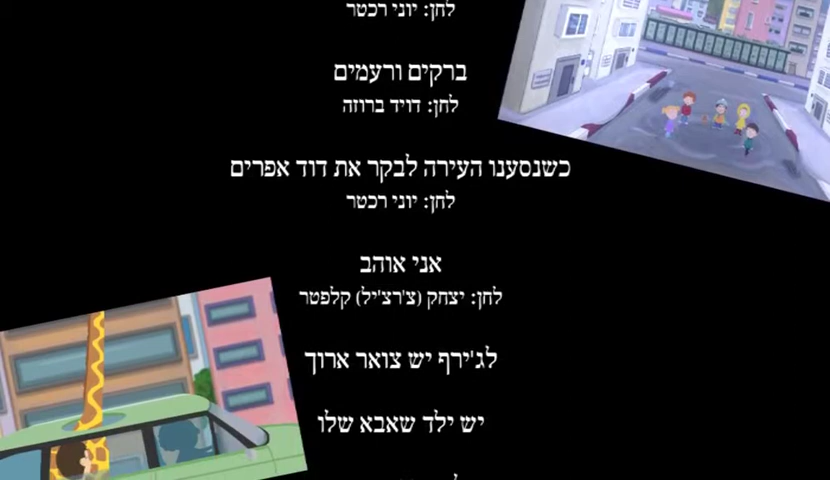 לחן: יוני רכטר
ברקים ורעמים
לחן: דויד ברוזה
כשנסענו העירה לבקר את דוד אפרים
לחן: יוני רכטר
אני אוהב
לחן: יצחק (צ'רצ'יל) קלפטר
לג'ירף יש צואר ארוך
יש ילד שאבא שלו